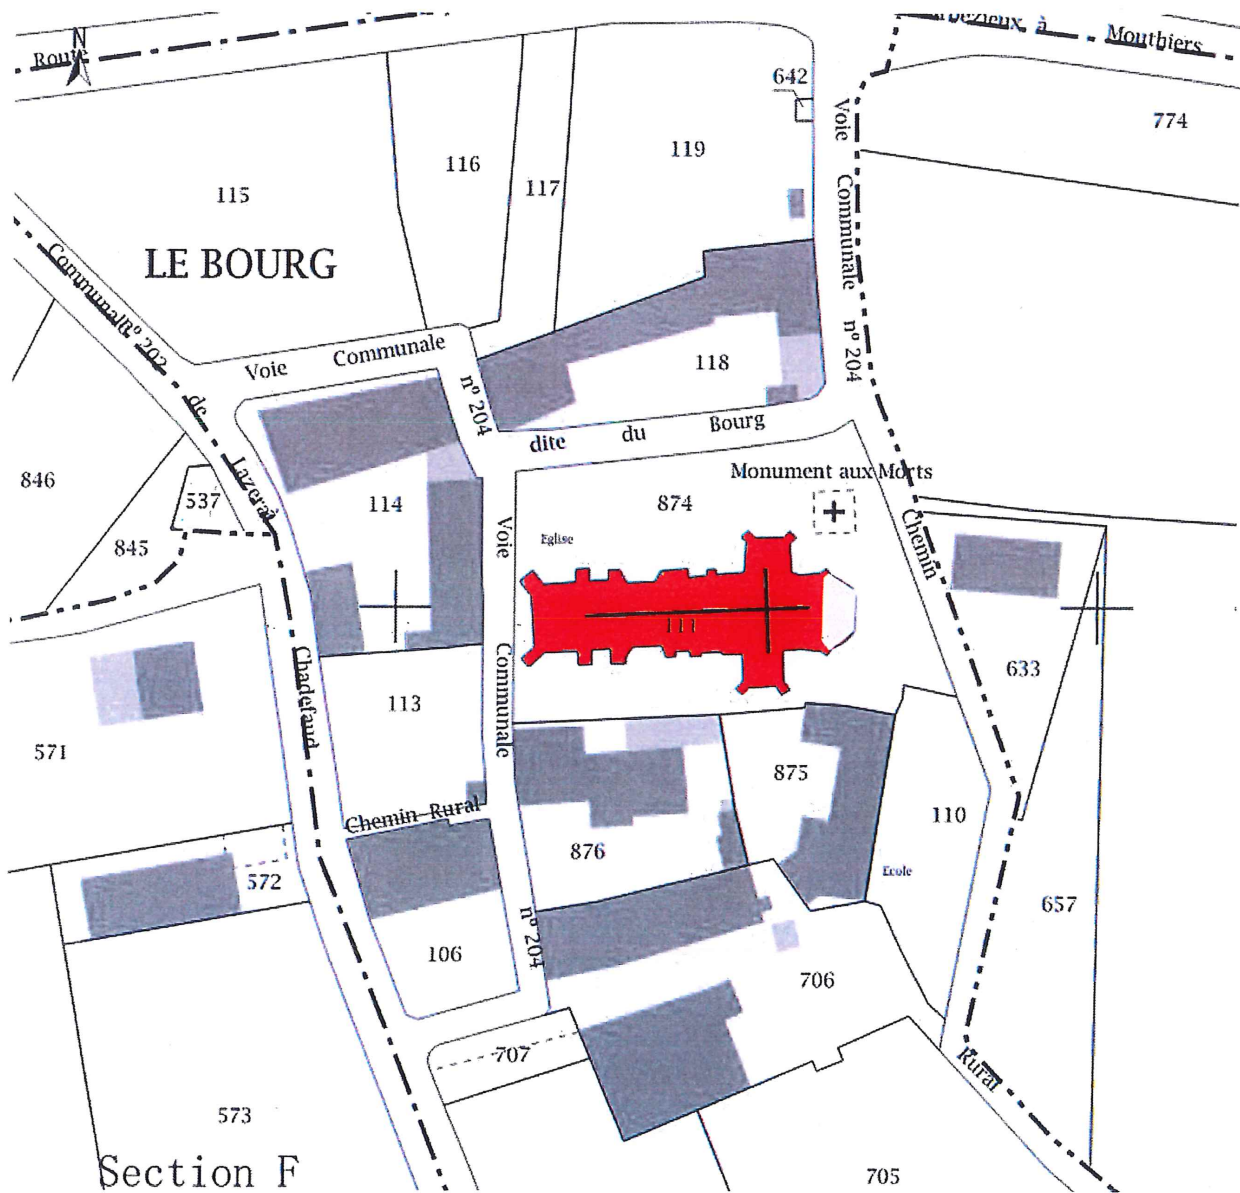 N
Route
à
Mouthiers
642
774
116
119
115
117
LE BOURG
Voie
Communale
n° 204
Communale
n° 202
de
Lazerat
Chadefaud
Voie
Communale
n° 204
118
dite
du
Bourg
Monument aux Morts
846
537
114
874
Eglise
845
Voie
Communale
n° 204
Chemin
633
113
571
875
110
Chemin Rural
876
Ecole
572
657
106
706
707
Rural
573
Section F
705